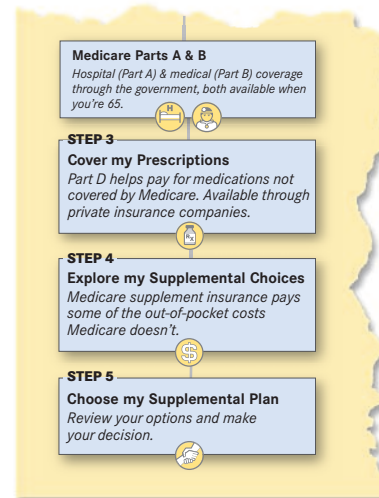 Medicare Parts A & B
Hospital (Part A) & medical (Part B) coverage
through the government, both available when
you're 65.
H
STEP 3
Cover my Prescriptions
Part D helps pay for medications not
covered by Medicare. Available through
private insurance companies.
Rx
STEP 4
Explore my Supplemental Choices
Medicare supplement insurance pays
some of the out-of-pocket costs
Medicare doesn't.
$
STEP 5
Choose my Supplemental Plan
Review your options and make
your decision.